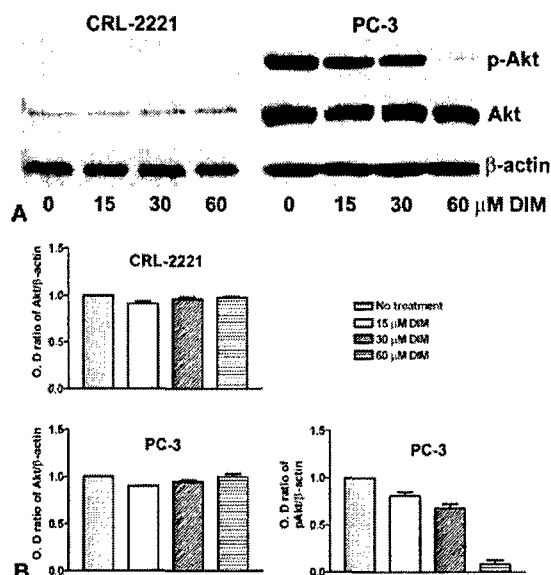 CRL-2221 PC-3
p-Akt
Akt
β-actin
0 15 30 60 0 15 30 60 μM DIM
A
CRL-2221
O. D ratio of Akt/β-actin
1.5
1.0
0.5
0.0
No treatment
15 μM DIM
30 μM DIM
60 μM DIM
PC-3
O. D ratio of Akt/β-actin
1.5
1.0
0.5
0.0
PC-3
O. D ratio of
pAkt/β-actin
1.5
1.0
0.5
0.0
B